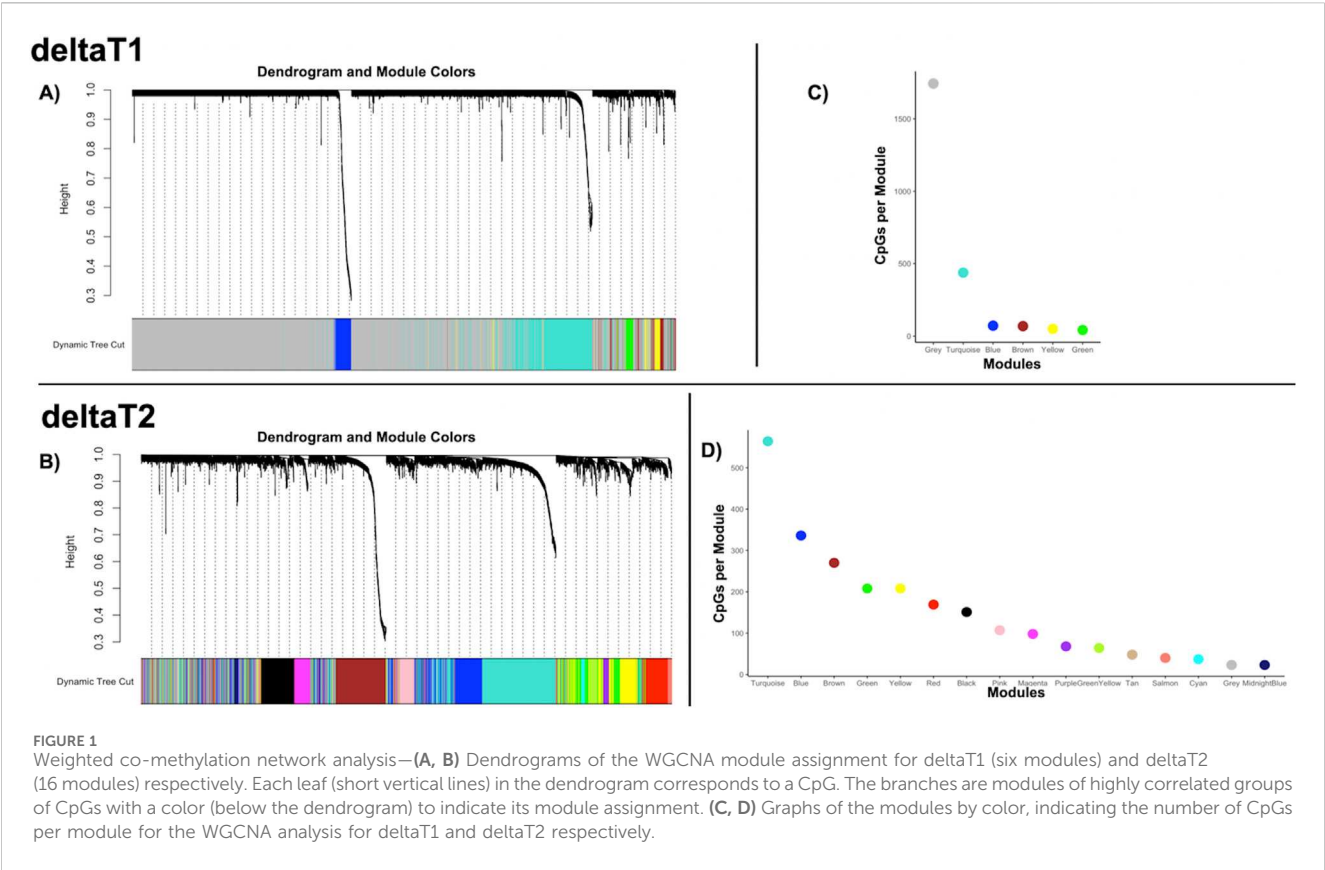 deltaT1
Dendrogram and Module Colors
A)
Height
1.0
0.9
0.8
0.7
0.6
0.5
0.4
0.3
Dynamic Tree Cut
C)
CpGs per Module
1500
1000
500
0
Grey Turquoise Blue Brown Yellow Green
Modules
deltaT2
Dendrogram and Module Colors
B)
Height
1.0
0.9
0.8
0.7
0.6
0.5
0.4
0.3
Dynamic Tree Cut
D)
CpGs per Module
500
400
300
200
100
0
Turquoise Blue Brown Green Yellow Red Black Pink Magenta Purple GreenYellow Tan Salmon Cyan Grey MidnightBlue
Modules
FIGURE 1
Weighted co-methylation network analysis—(A, B) Dendrograms of the WGCNA module assignment for deltaT1 (six modules) and deltaT2
(16 modules) respectively. Each leaf (short vertical lines) in the dendrogram corresponds to a CpG. The branches are modules of highly correlated groups
of CpGs with a color (below the dendrogram) to indicate its module assignment. (C, D) Graphs of the modules by color, indicating the number of CpGs
per module for the WGCNA analysis for deltaT1 and deltaT2 respectively.